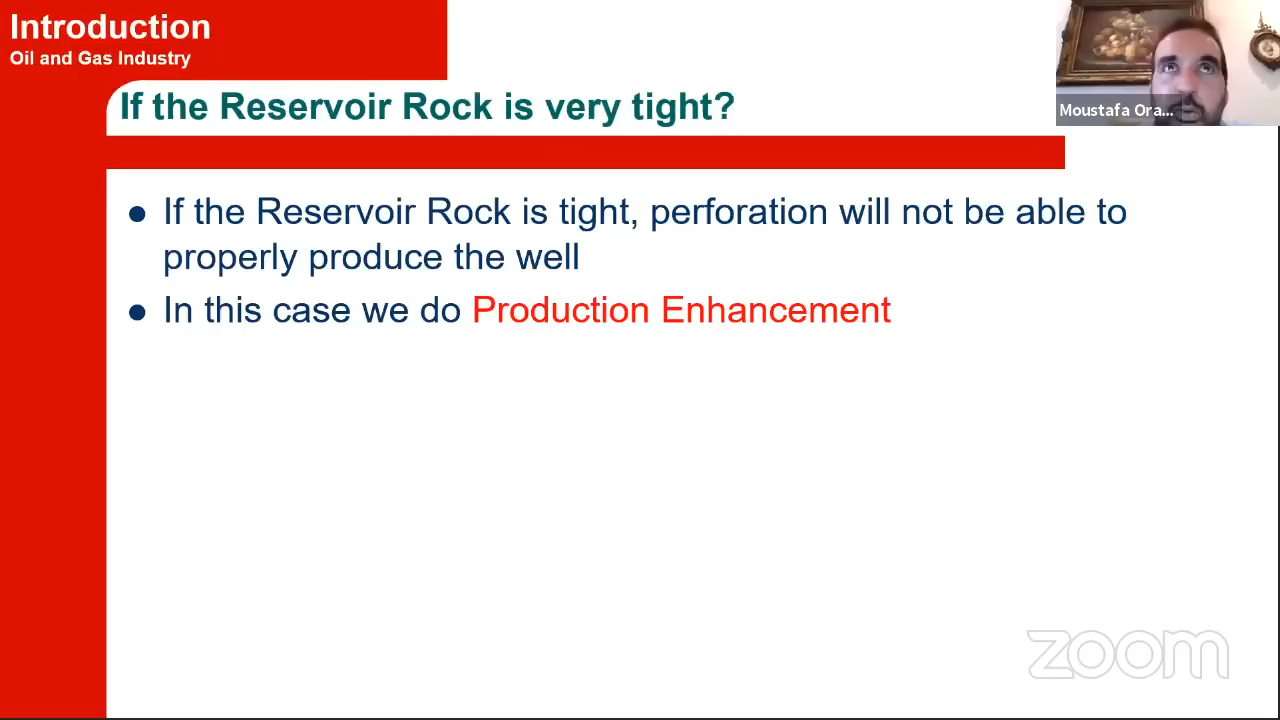 Introduction
Oil and Gas Industry
If the Reservoir Rock is very tight?
Moustafa Ora...
● If the Reservoir Rock is tight, perforation will not be able to
properly produce the well
● In this case we do Production Enhancement
zoom